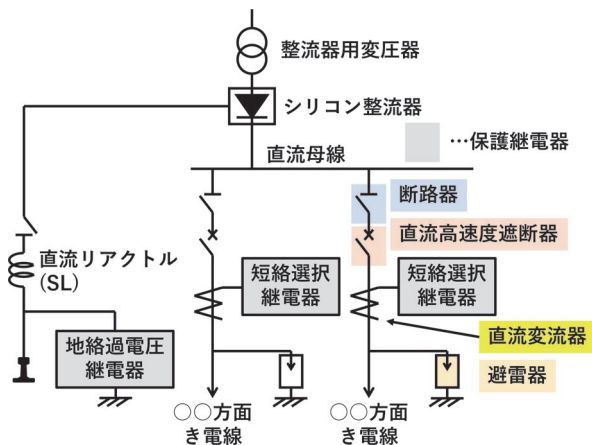 整流器用変圧器
シリコン整流器
直流母線
…保護継電器
断路器
直流高速度遮断器
直流リアクトル
(SL)
短絡選択
継電器
短絡選択
継電器
直流変流器
地絡過電圧
継電器
避雷器
○○方面
き電線
○○方面
き電線